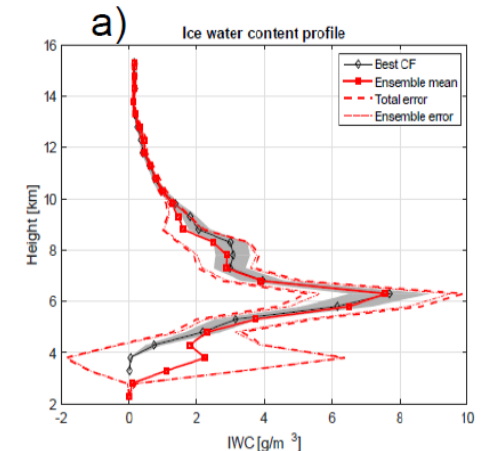 a)
Ice water content profile
16
14
12
10
8
6
4
2
Height [km]
Best CF
Ensemble mean
Total error
Ensemble error
-2 0 2 4 6 8 10
IWC [g/m ³]